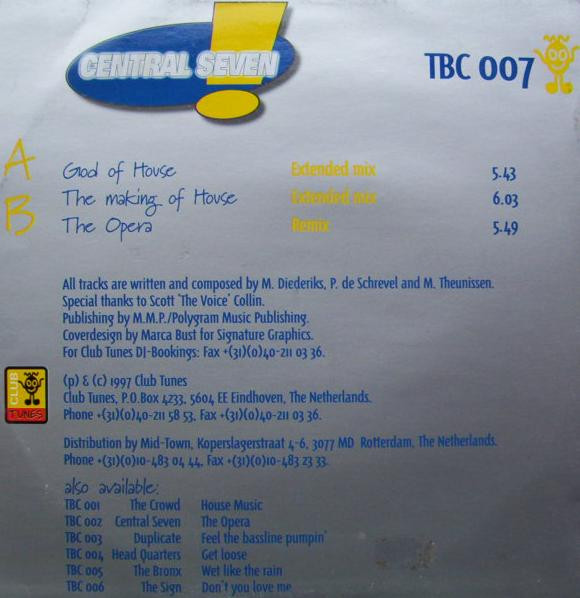 CENTRAL SEVEN !
TBC 007
A God of House Extended mix 5.43
B The making of House Extended mix 6.03
The Opera Remix 5.49
All tracks are written and composed by M. Diederiks, P. de Schrevel and M. Theunissen.
Special thanks to Scott 'The Voice' Collin.
Publishing by M.M.P./Polygram Music Publishing.
Coverdesign by Marca Bust for Signature Graphics.
For Club Tunes DJ-Bookings: Fax +(31)(0)40-211 03 36.
CLUB TUNES
(p) & (c) 1997 Club Tunes
Club Tunes, P.O.Box 4233, 5604 EE Eindhoven, The Netherlands.
Phone +(31)(0)40-211 58 53, Fax +(31)(0)40-211 03 36.
Distribution by Mid-Town, Koperslagerstraat 4-6, 3077 MD Rotterdam, The Netherlands.
Phone +(31)(0)10-483 04 44, Fax +(31)(0)10-483 23 33.
also available:
TBC 001 The Crowd House Music
TBC 002 Central Seven The Opera
TBC 003 Duplicate Feel the bassline pumpin'
TBC 004 Head Quarters Get loose
TBC 005 The Bronx Wet like the rain
TBC 006 The Sign Don't you love me